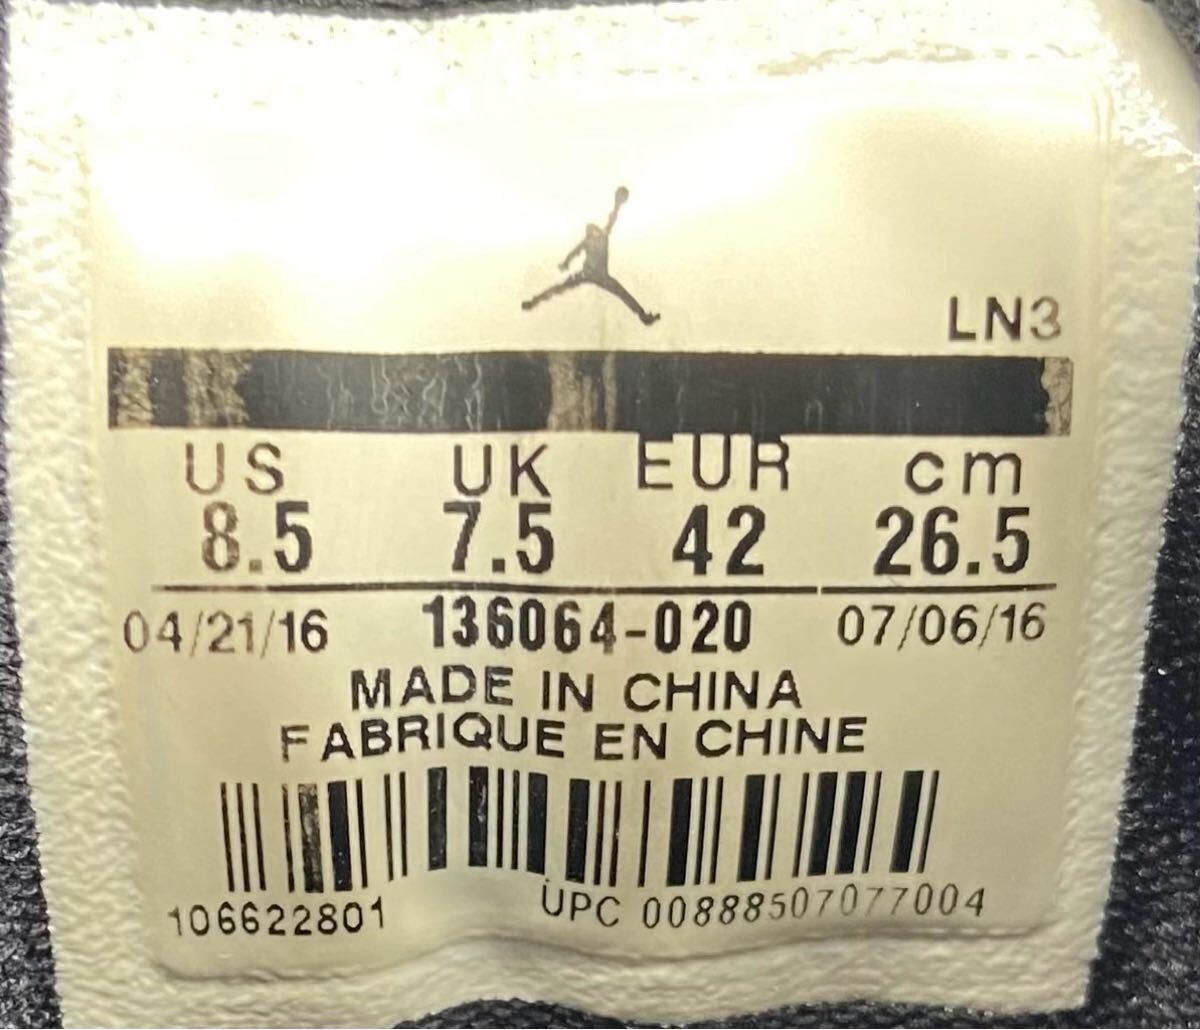 LN3
US UK EUR cm
8.5 7.5 42 26.5
04/21/16 136064-020 07/06/16
MADE IN CHINA
FABRIQUE EN CHINE
106622801 UPC 00888507077004